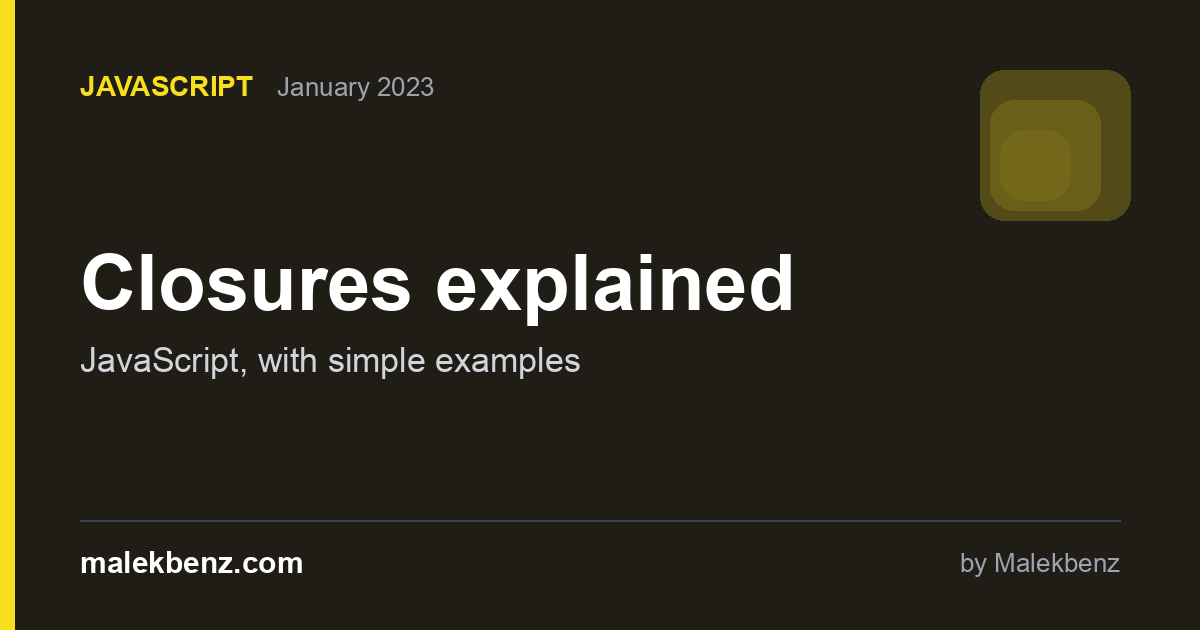 JAVASCRIPT January 2023
Closures explained
JavaScript, with simple examples
malekbenz.com by Malekbenz